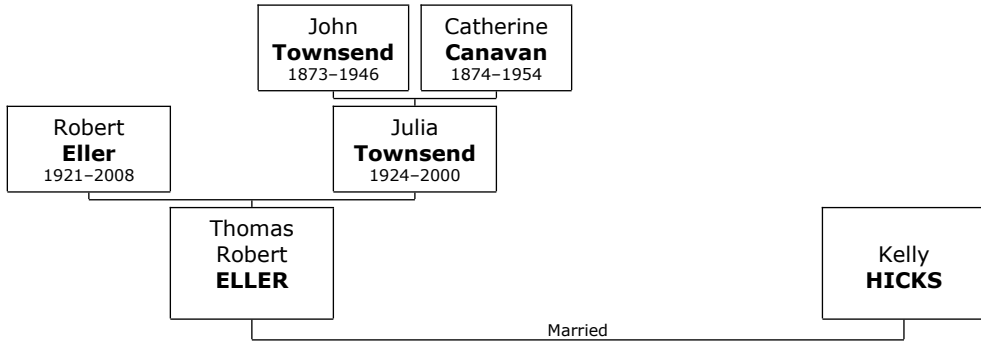 John
Townsend
1873–1946
Catherine
Canavan
1874–1954
Robert
Eller
1921–2008
Julia
Townsend
1924–2000
Thomas
Robert
ELLER
Kelly
HICKS
Married